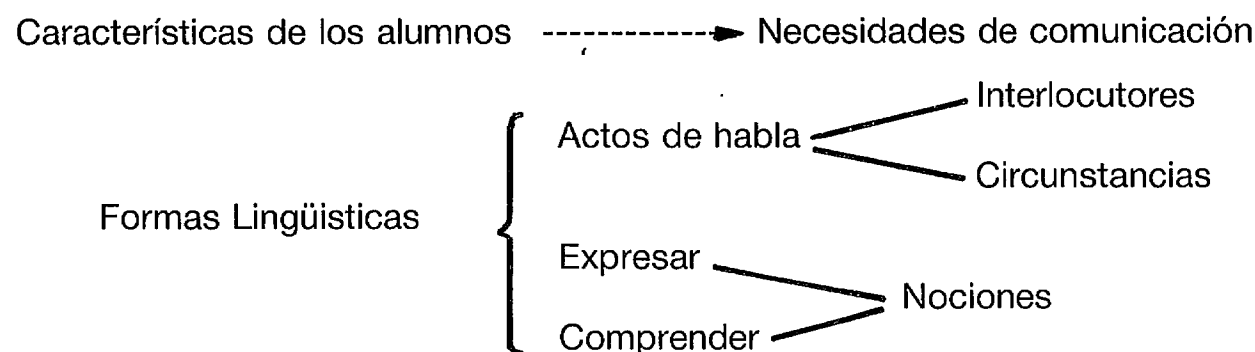 Características de los alumnos Necesidades de comunicación
Interlocutores
Actos de habla
Circunstancias
Formas Lingüisticas
Expresar
Nociones
Comprender